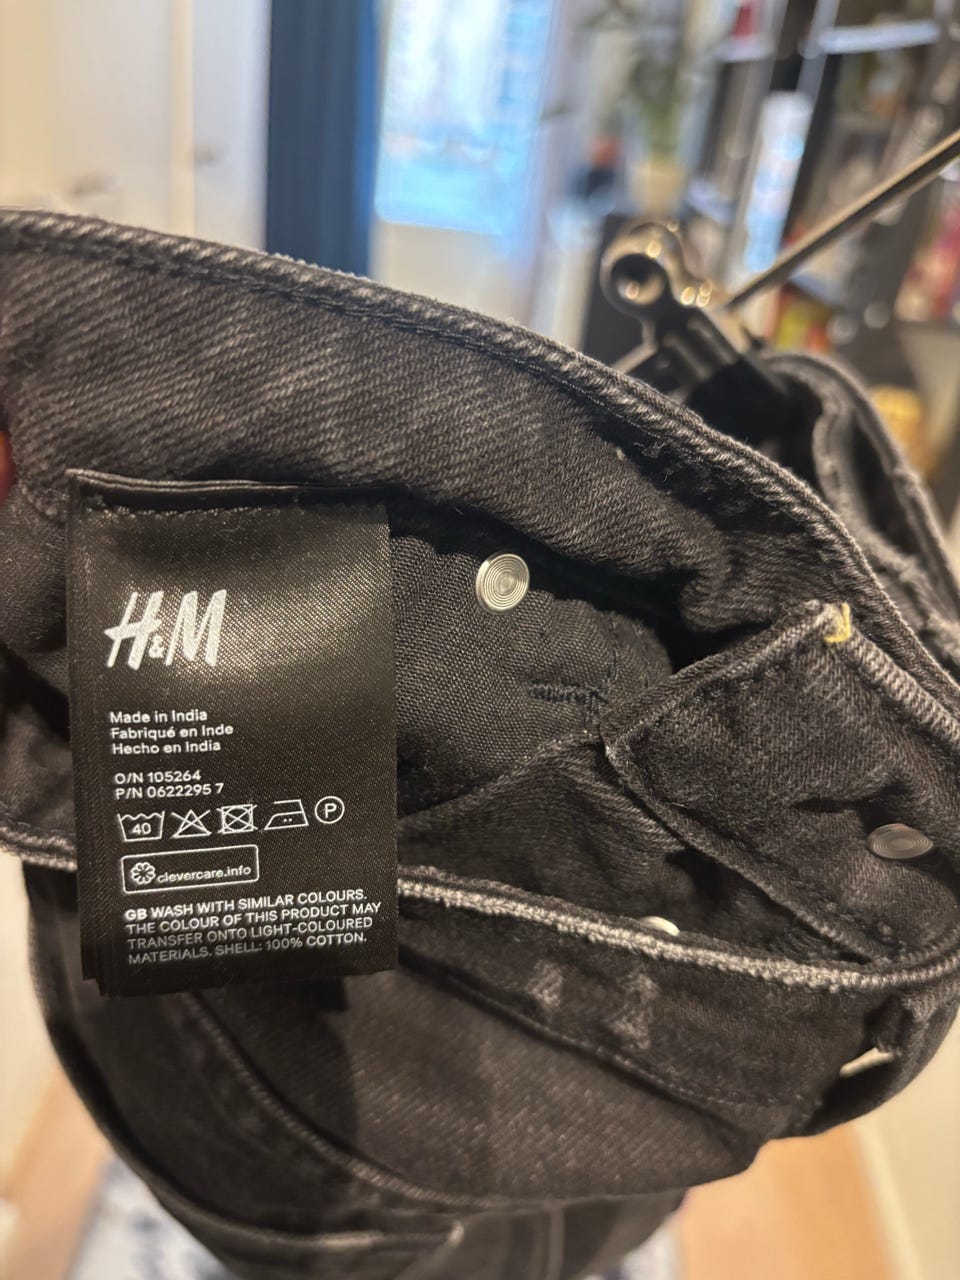 H&M
Made in India
Fabriqué en Inde
Hecho en India
O/N 105264
P/N 0622295 7
40 P
clevercare.info
GB WASH WITH SIMILAR COLOURS.
THE COLOUR OF THIS PRODUCT MAY
TRANSFER ONTO LIGHT-COLOURED
MATERIALS. SHELL: 100% COTTON.